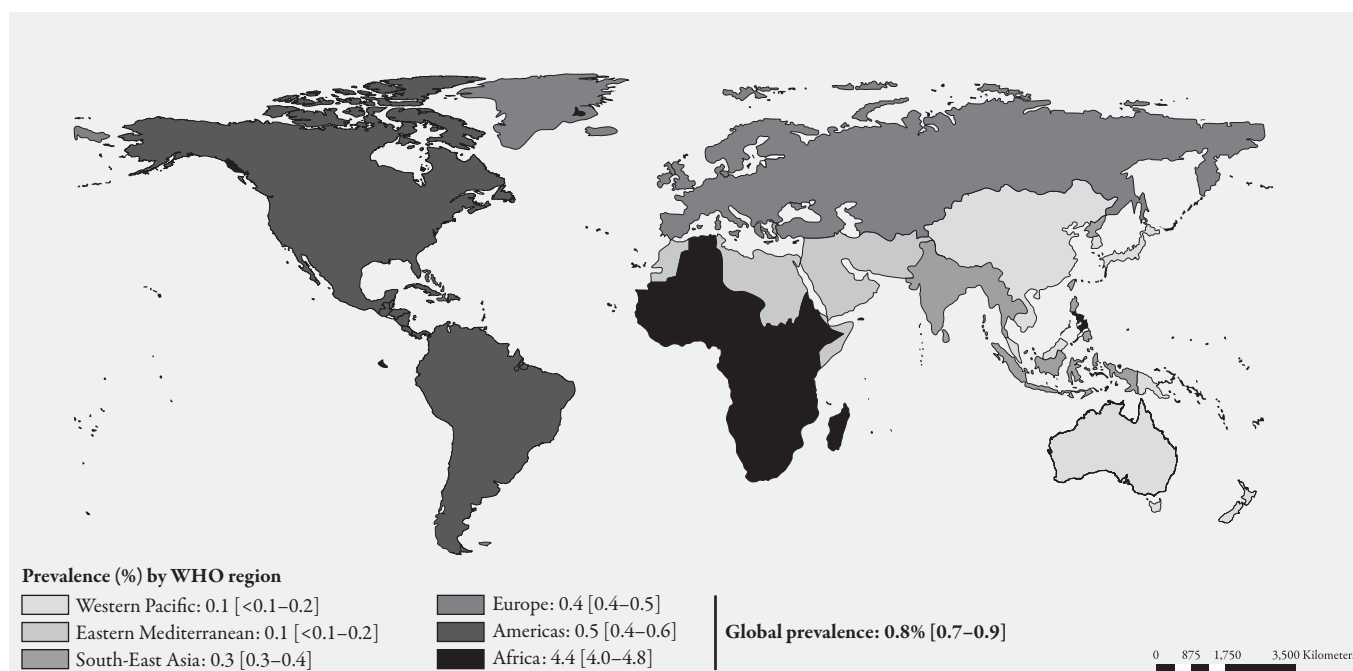 Prevalence (%) by WHO region
Western Pacific: 0.1 [<0.1–0.2]
Eastern Mediterranean: 0.1 [<0.1–0.2]
South-East Asia: 0.3 [0.3–0.4]
Europe: 0.4 [0.4–0.5]
Americas: 0.5 [0.4–0.6]
Africa: 4.4 [4.0–4.8]
Global prevalence: 0.8% [0.7–0.9]
0 875 1,750 3,500 Kilometer